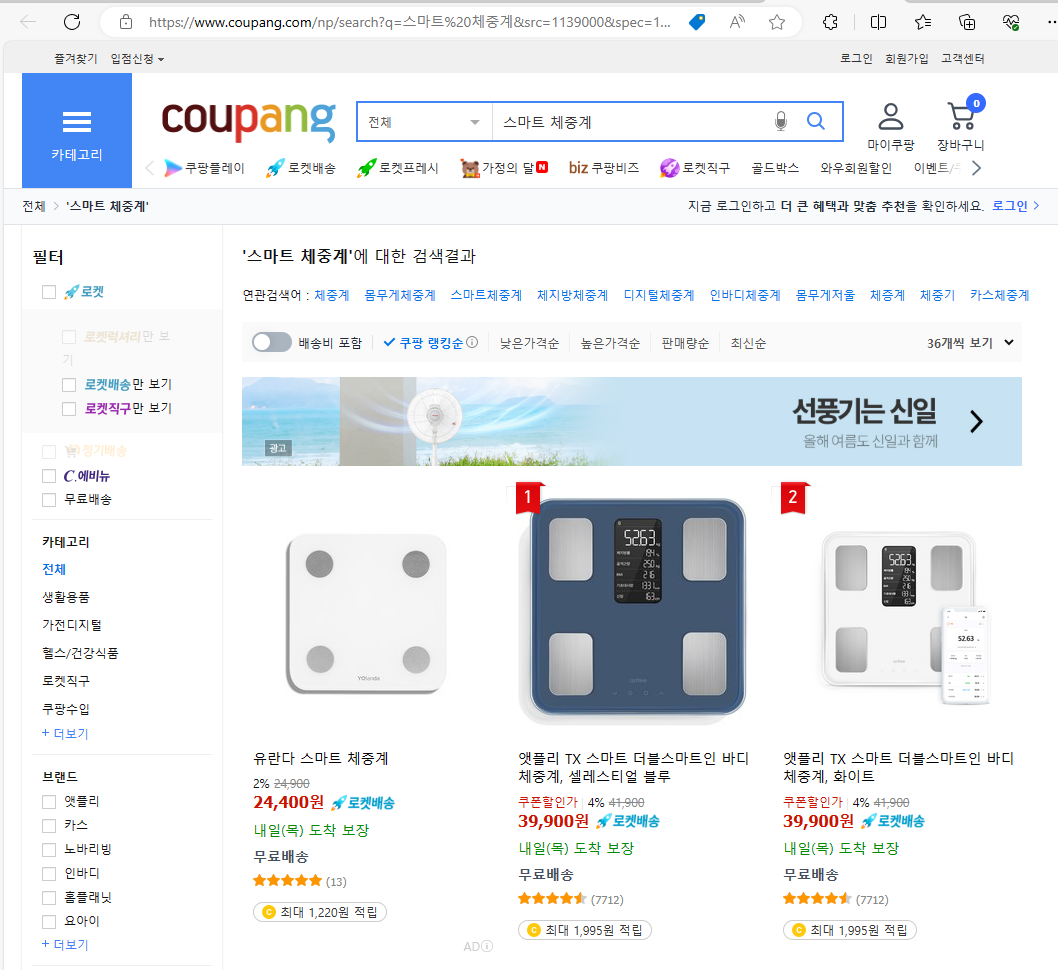 https://www.coupang.com/np/search?q=스마트%20체중계&src=1139000&spec=1...
즐겨찾기 입점신청
로그인 회원가입 고객센터
카테고리
coupang
전체
스마트 체중계
마이쿠팡
0
장바구니
쿠팡플레이 로켓배송 로켓프레시 가정의 달 N biz 쿠팡비즈 로켓직구 골드박스 와우회원할인 이벤트/
전체 > '스마트 체중계'
지금 로그인하고 더 큰 혜택과 맞춤 추천을 확인하세요. 로그인 >
필터
로켓
로켓럭셔리만 보
기
로켓배송만 보기
로켓직구만 보기
정기배송
C.에비뉴
무료배송
카테고리
전체
생활용품
가전디지털
헬스/건강식품
로켓직구
쿠팡수입
+ 더보기
브랜드
앳플리
카스
노바리빙
인바디
홈플래닛
요아이
+ 더보기
'스마트 체중계'에 대한 검색결과
연관검색어 : 체중계 몸무게체중계 스마트체중계 체지방체중계 디지털체중계 인바디체중계 몸무게저울 체중계 체중기 카스체중계
배송비 포함 쿠팡 랭킹순 낮은가격순 높은가격순 판매량순 최신순 36개씩 보기
광고
선풍기는 신일
올해 여름도 신일과 함께
YOlanda
유란다 스마트 체중계
2% 24,900
24,400원 로켓배송
내일(목) 도착 보장
무료배송
(13)
최대 1,220원 적립
AD
1
52.63
앳플리 TX 스마트 더블스마트인 바디
체중계, 셀레스티얼 블루
쿠폰할인가 4% 41,900
39,900원 로켓배송
내일(목) 도착 보장
무료배송
(7712)
최대 1,995원 적립
2
52.63
52.63
앳플리 TX 스마트 더블스마트인 바디
체중계, 화이트
쿠폰할인가 4% 41,900
39,900원 로켓배송
내일(목) 도착 보장
무료배송
(7712)
최대 1,995원 적립